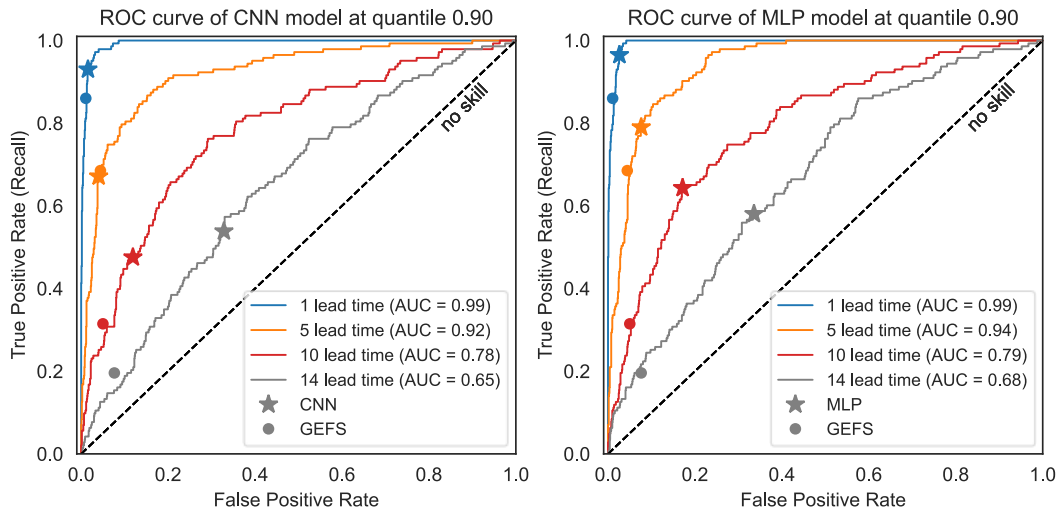 ROC curve of CNN model at quantile 0.90
True Positive Rate (Recall)
1.0
0.8
0.6
0.4
0.2
0.0
no skill
1 lead time (AUC = 0.99)
5 lead time (AUC = 0.92)
10 lead time (AUC = 0.78)
14 lead time (AUC = 0.65)
CNN
GEFS
0.0 0.2 0.4 0.6 0.8 1.0
False Positive Rate
ROC curve of MLP model at quantile 0.90
True Positive Rate (Recall)
1.0
0.8
0.6
0.4
0.2
0.0
no skill
1 lead time (AUC = 0.99)
5 lead time (AUC = 0.94)
10 lead time (AUC = 0.79)
14 lead time (AUC = 0.68)
MLP
GEFS
0.0 0.2 0.4 0.6 0.8 1.0
False Positive Rate